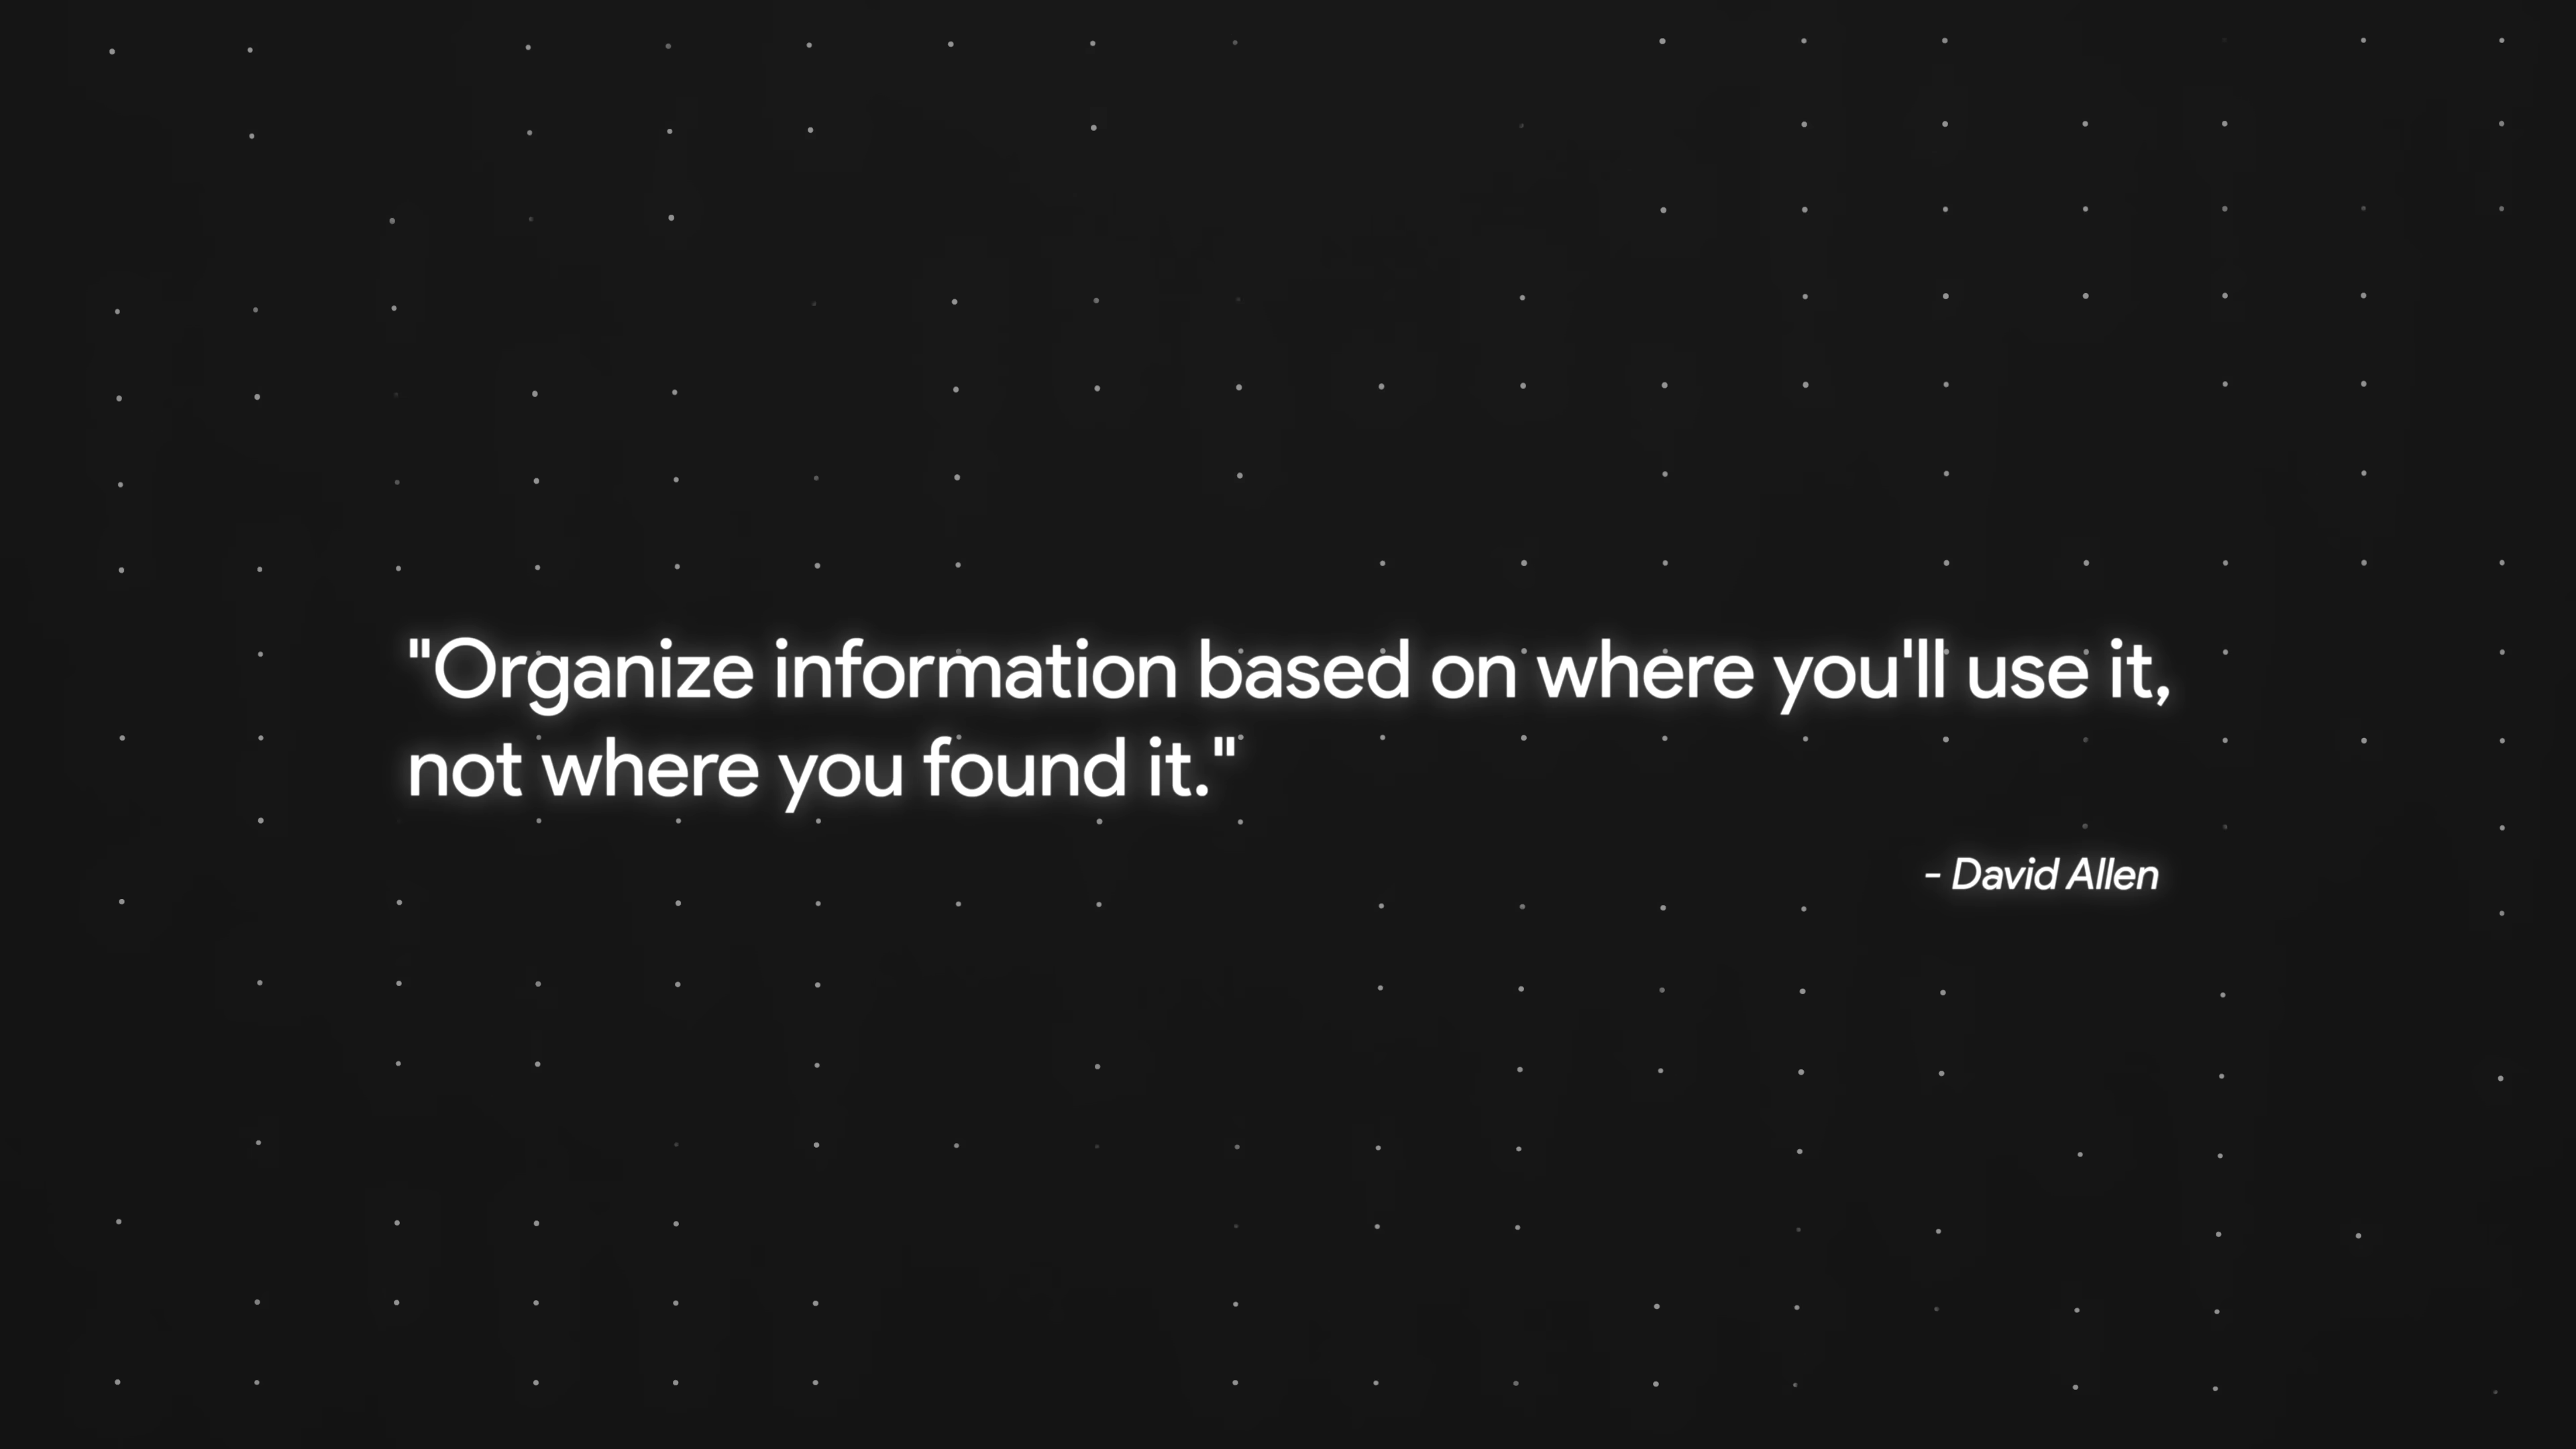 "Organize information based on where you'll use it,
not where you found it."
- David Allen